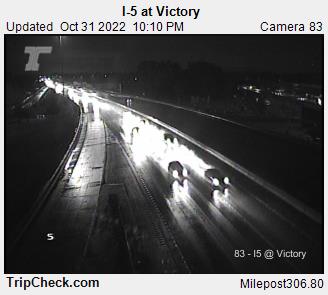 I-5 at Victory
Updated Oct 31 2022 10:10 PM Camera 83
T
S
83 - I5 @ Victory
TripCheck.com Milepost306.80